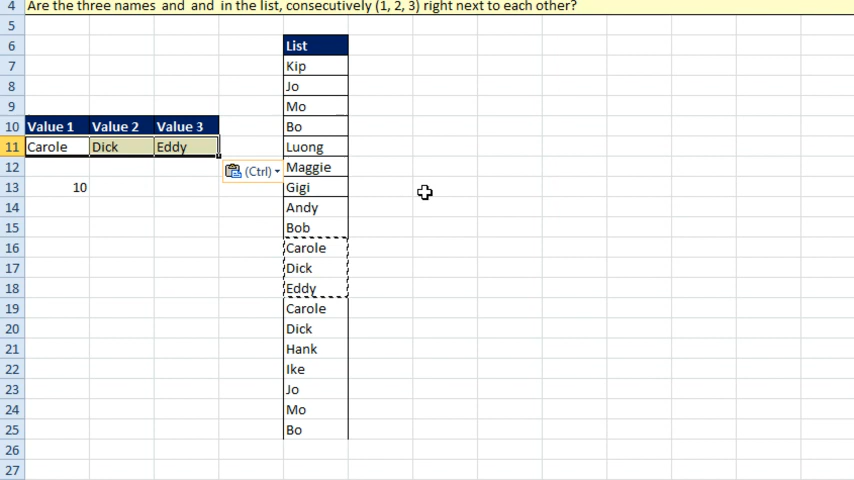 4 Are the three names and and in the list, consecutively (1, 2, 3) right next to each other?
5
6 List
7 Kip
8 Jo
9 Mo
10 Value 1 Value 2 Value 3 Bo
11 Carole Dick Eddy Luong
12 (Ctrl) Maggie
13 10 Gigi
14 Andy
15 Bob
16 Carole
17 Dick
18 Eddy
19 Carole
20 Dick
21 Hank
22 Ike
23 Jo
24 Mo
25 Bo
26
27